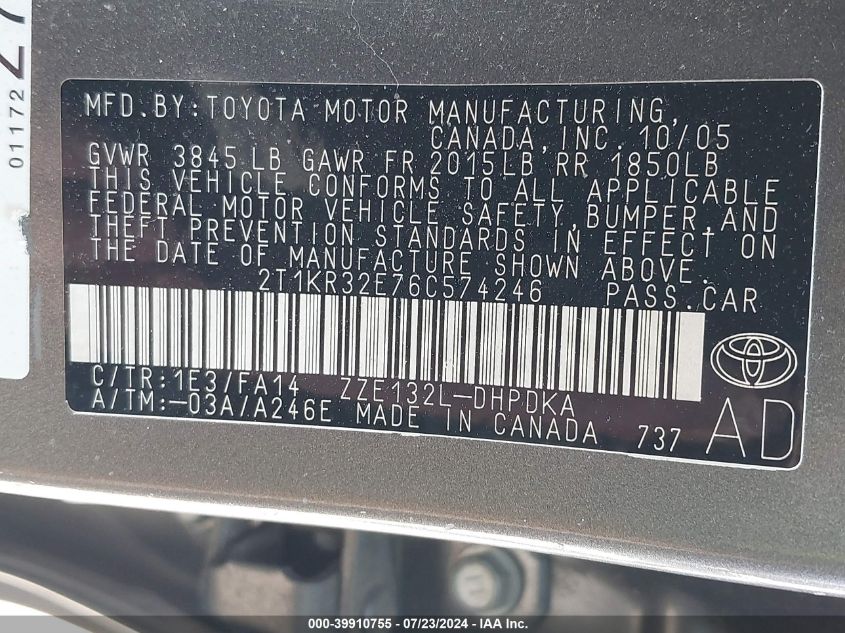 27
01172
MFD.BY:TOYOTA MOTOR MANUFACTURING,
CANADA,INC. 10/05
GVWR 3845 LB GAWR FR 2015LB RR 1850LB
THIS VEHICLE CONFORMS TO ALL APPLICABLE
FEDERAL MOTOR VEHICLE SAFETY,BUMPER,AND
THEFT PREVENTION STANDARDS IN EFFECT ON
THE DATE OF MANUFACTURE SHOWN ABOVE.
2T1KR32E76C574246 PASS.CAR
C/TR:1E3/FA14 ZZE132L-DHPDKA
A/TM:-03A/A246E MADE IN CANADA 737
AD
000-39910755 / 07/23/2024 - IAA Inc.